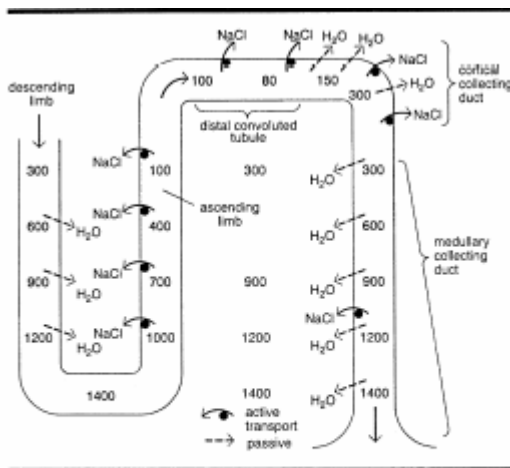 NaCl NaCl H₂O H₂O
NaCl
100 80 150
H₂O
300
NaCl
cortical
collecting
duct
descending
limb
distal convoluted
tubule
300 NaCl 100 300 H₂O 300
ascending
limb
600 H₂O NaCl 400 H₂O 600
medullary
collecting
duct
900 H₂O NaCl 700 900 H₂O 900
NaCl
1200 H₂O NaCl 1000 1200 H₂O 1200
1400 1400 H₂O 1400
active
transport
passive